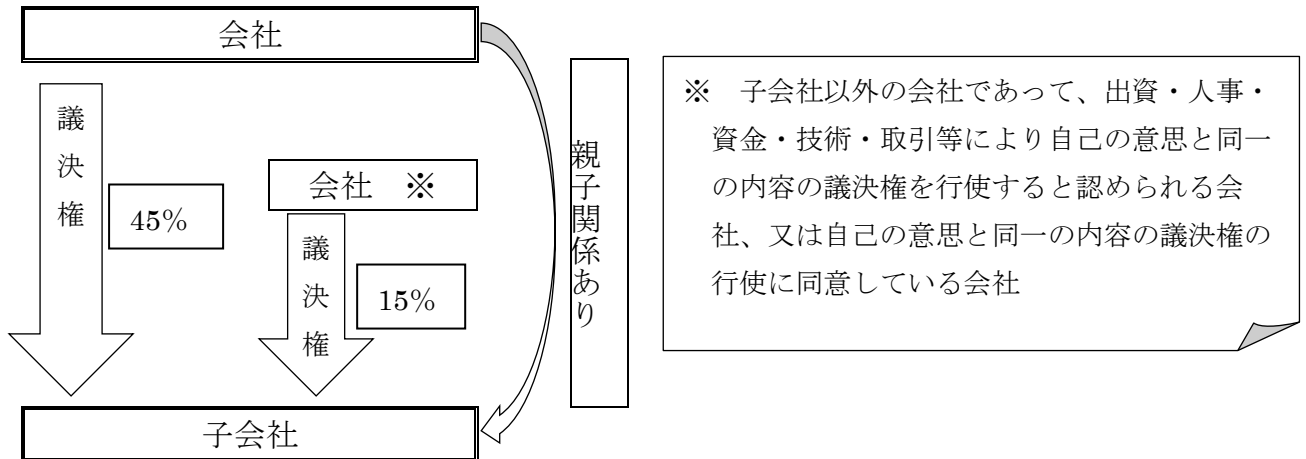 会社
議決権
45%
会社 ※
議決権
15%
親子関係あり
子会社
※ 子会社以外の会社であって、出資・人事・
資金・技術・取引等により自己の意思と同一
の内容の議決権を行使すると認められる会
社、又は自己の意思と同一の内容の議決権の
行使に同意している会社